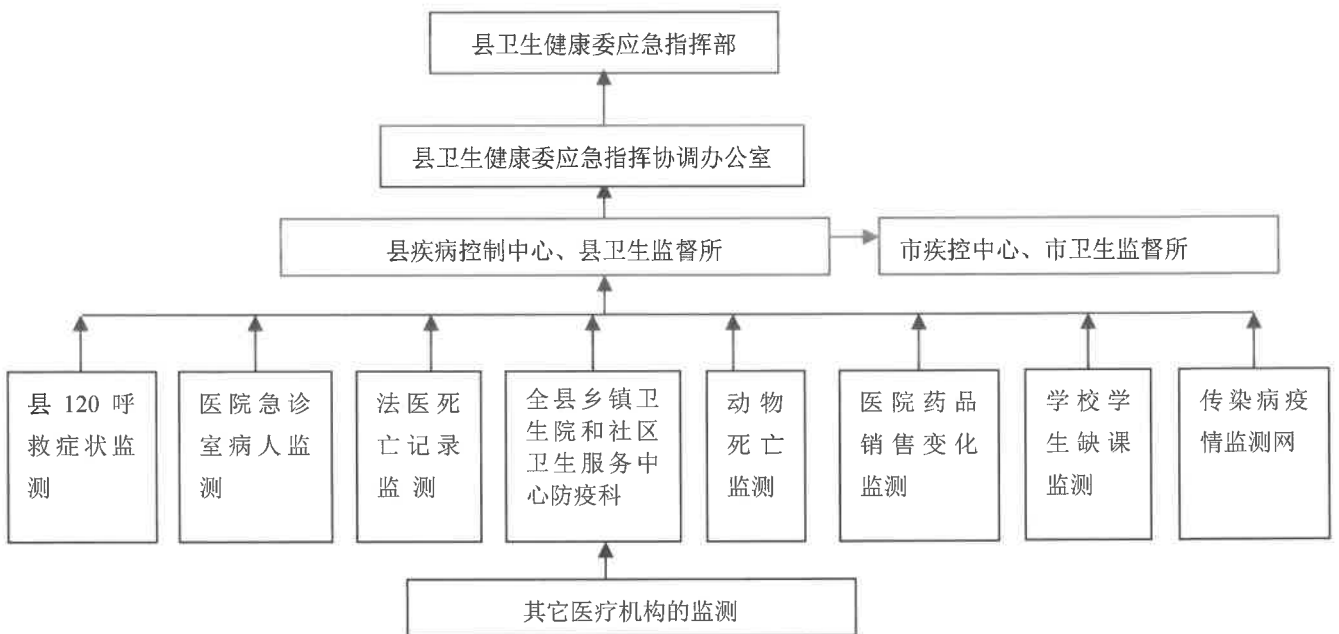 县卫生健康委应急指挥部
县卫生健康委应急指挥协调办公室
县疾病控制中心、县卫生监督所
市疾控中心、市卫生监督所
县 120 呼
救症状监
测
医院急诊
室病人监
测
法医死
亡记录
监 测
全县乡镇卫
生院和社区
卫生服务中
心防疫科
动物
死亡
监测
医院药品
销售变化
监测
学校学
生缺课
监测
传染病疫
情监测网
其它医疗机构的监测